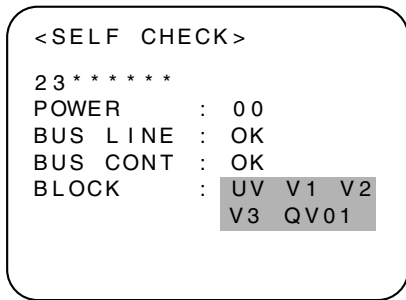 <SELF CHECK>
23******
POWER : 00
BUS LINE : OK
BUS CONT : OK
BLOCK : UV V1 V2
V3 QV01